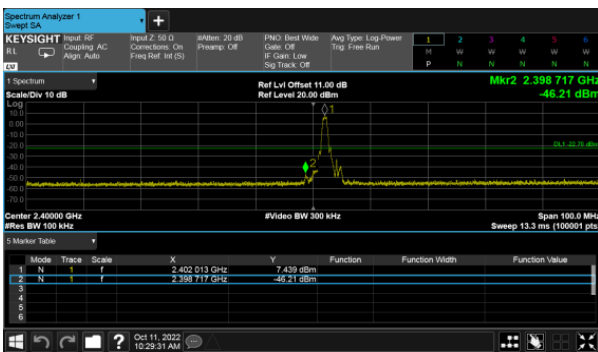 Spectrum Analyzer 1
Swept SA
+
KEYSIGHT Input: RF Input Z: 50 Ω #Atten: 20 dB PNO: Best Wide Avg Type: Log-Power 1 2 3 4 5 6
RL Coupling: AC Corrections: On Preamp: Off Gate: Off Trig: Free Run M W W W W W
Align: Auto Freq Ref: Int (S) IF Gain: Low P N N N N N
Sig Track: Off
LXI
1 Spectrum Ref Lvl Offset 11.00 dB Mkr2 2.398 717 GHz
Scale/Div 10 dB Ref Level 20.00 dBm -46.21 dBm
Log
10.0
0.00
-10.0
-20.0
-30.0
-40.0
-50.0
-60.0
-70.0
1
2
DL1 -22.78 dBm
Center 2.40000 GHz #Video BW 300 kHz Span 100.0 MHz
#Res BW 100 kHz Sweep 13.3 ms (100001 pts
5 Marker Table
Mode Trace Scale X Y Function Function Width Function Value
1 N 1 f 2.402 013 GHz 7.439 dBm
2 N 1 f 2.398 717 GHz -46.21 dBm
3
4
5
6
? Oct 11, 2022
10:29:31 AM